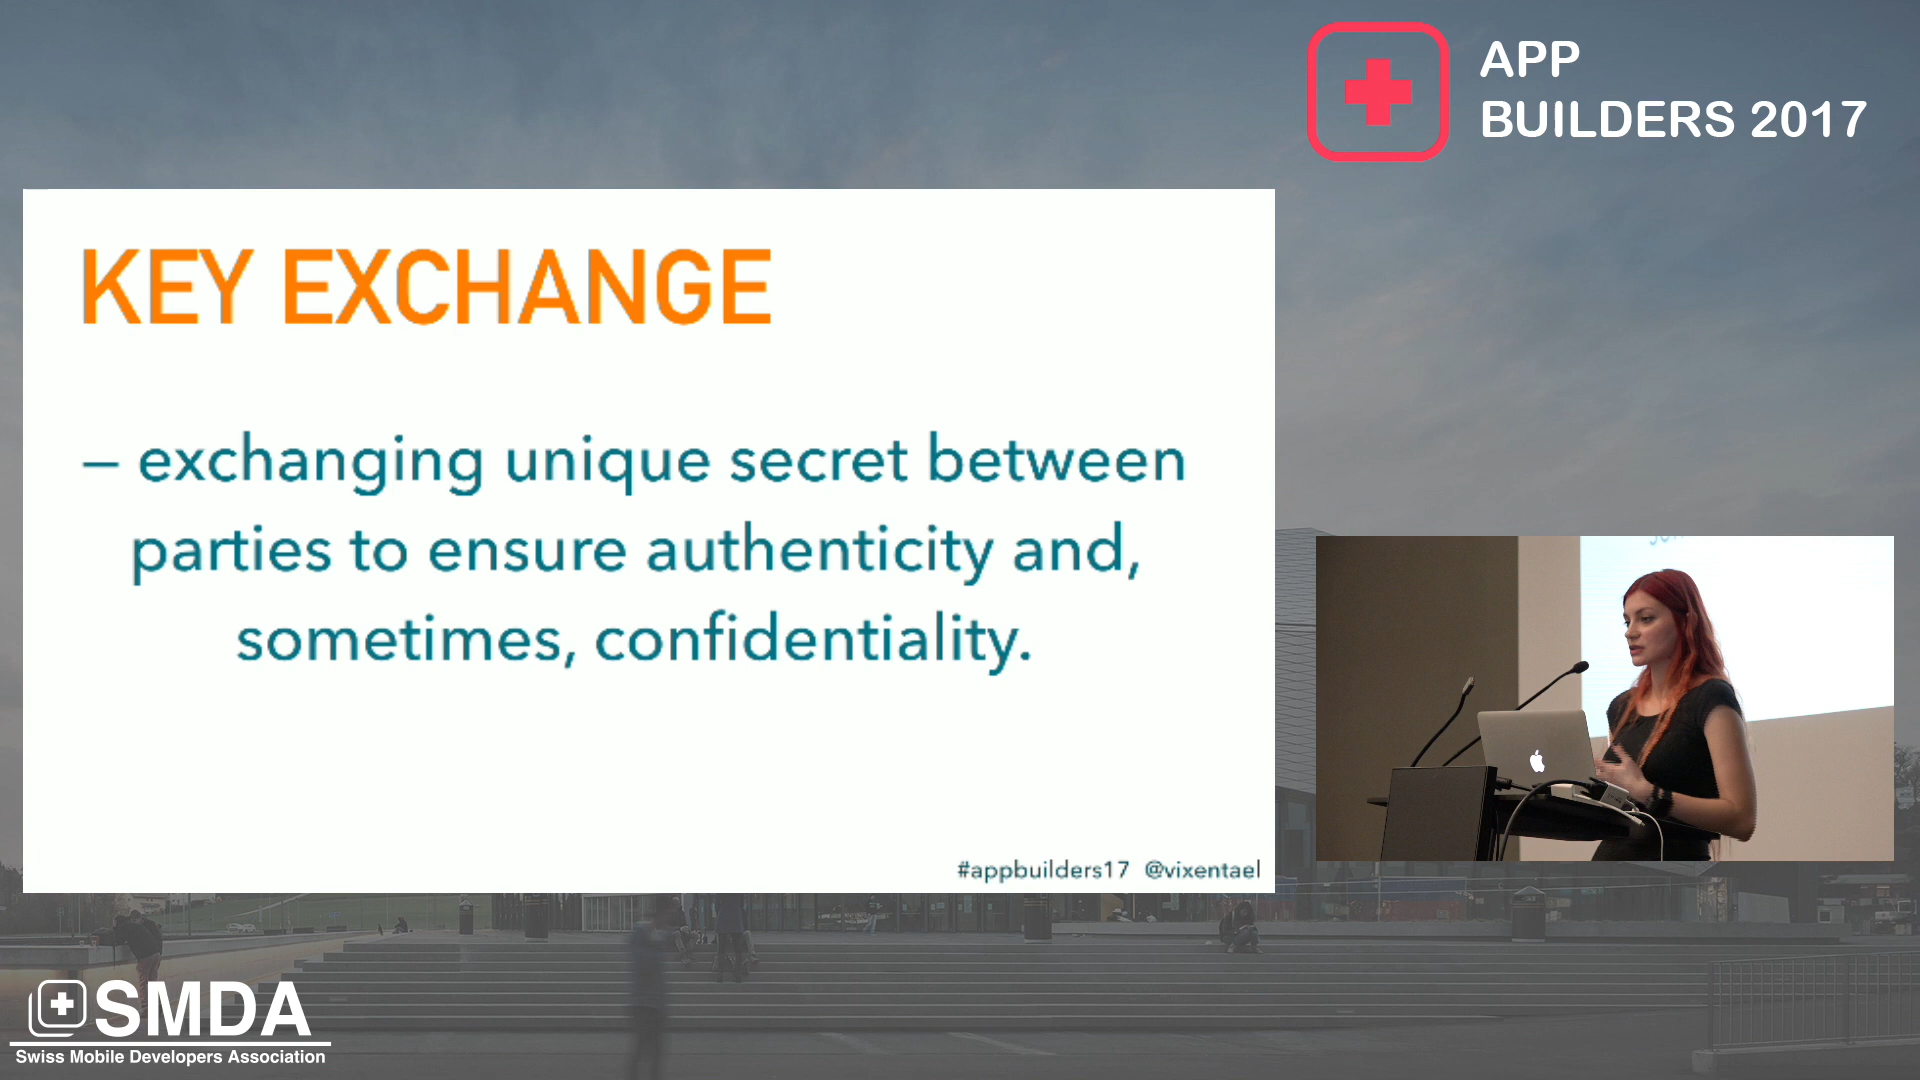 APP
BUILDERS 2017
KEY EXCHANGE
– exchanging unique secret between
parties to ensure authenticity and,
sometimes, confidentiality.
#appbuilders17 @vixentael
SMDA
Swiss Mobile Developers Association